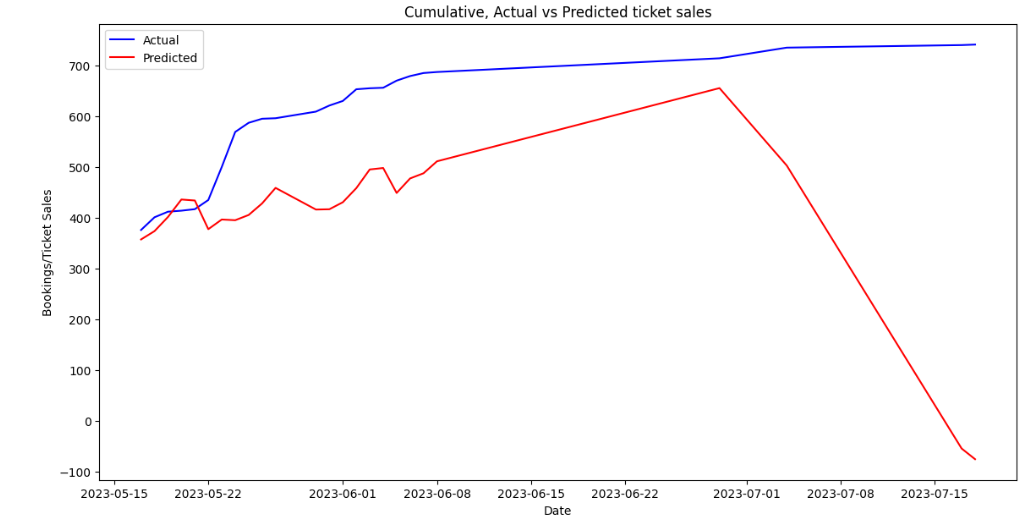 Cumulative, Actual vs Predicted ticket sales
Actual
Predicted
Bookings/Ticket Sales
700
600
500
400
300
200
100
0
−100
2023-05-15 2023-05-22 2023-06-01 2023-06-08 2023-06-15 2023-06-22 2023-07-01 2023-07-08 2023-07-15
Date